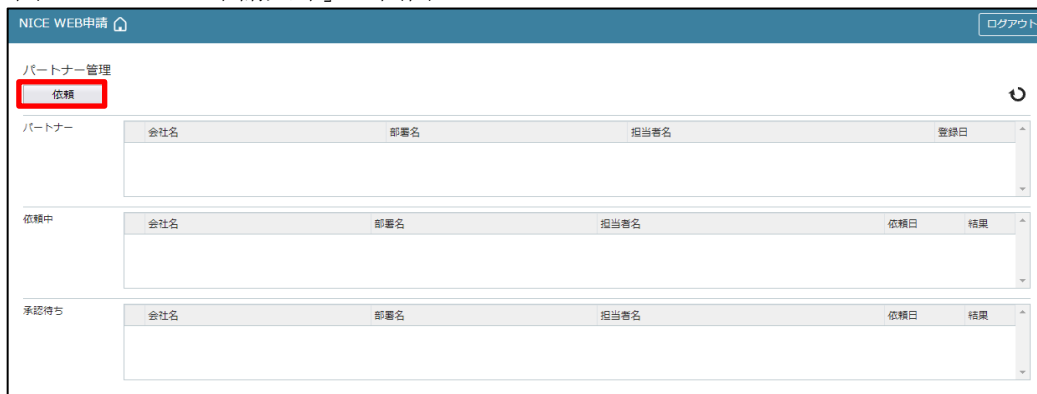 NICE WEB申請 ログアウト
パートナー管理
依頼
パートナー
会社名 部署名 担当者名 登録日
依頼中
会社名 部署名 担当者名 依頼日 結果
承認待ち
会社名 部署名 担当者名 依頼日 結果